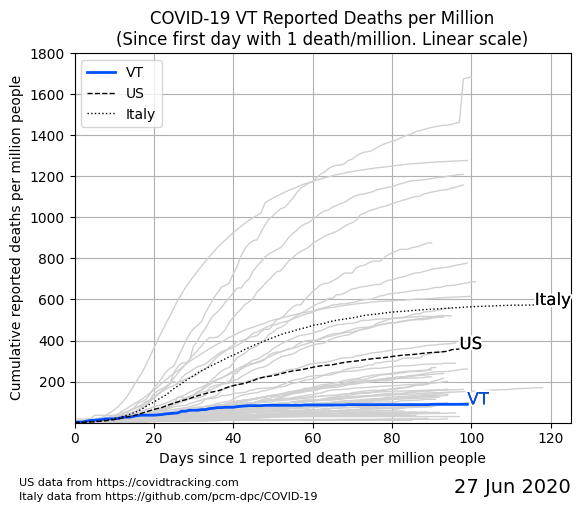 COVID-19 VT Reported Deaths per Million
(Since first day with 1 death/million. Linear scale)
VT
US
Italy
1800
1600
1400
1200
1000
800
600
400
200
Cumulative reported deaths per million people
Italy
US
VT
0
20
40
60
80
100
120
Days since 1 reported death per million people
US data from https://covidtracking.com
Italy data from https://github.com/pcm-dpc/COVID-19
27 Jun 2020